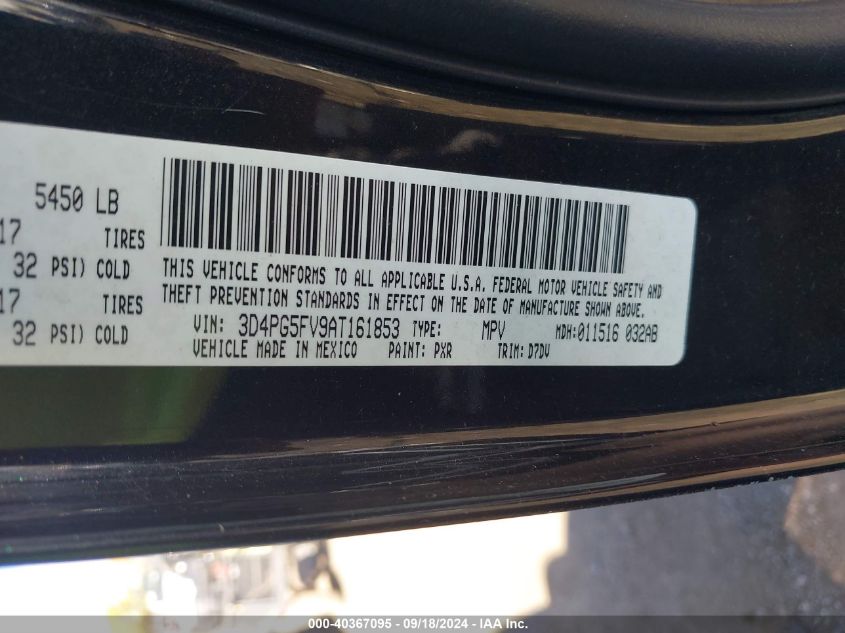 5450 LB
17 TIRES
32 PSI) COLD
17 TIRES
32 PSI) COLD
THIS VEHICLE CONFORMS TO ALL APPLICABLE U.S.A. FEDERAL MOTOR VEHICLE SAFETY AND
THEFT PREVENTION STANDARDS IN EFFECT ON THE DATE OF MANUFACTURE SHOWN ABOVE.
VIN: 3D4PG5FV9AT161853 TYPE: MPV MDH:011516 032AB
VEHICLE MADE IN MEXICO PAINT: PXR TRIM: D7DV
000-40367095 - 09/18/2024 - IAA Inc.